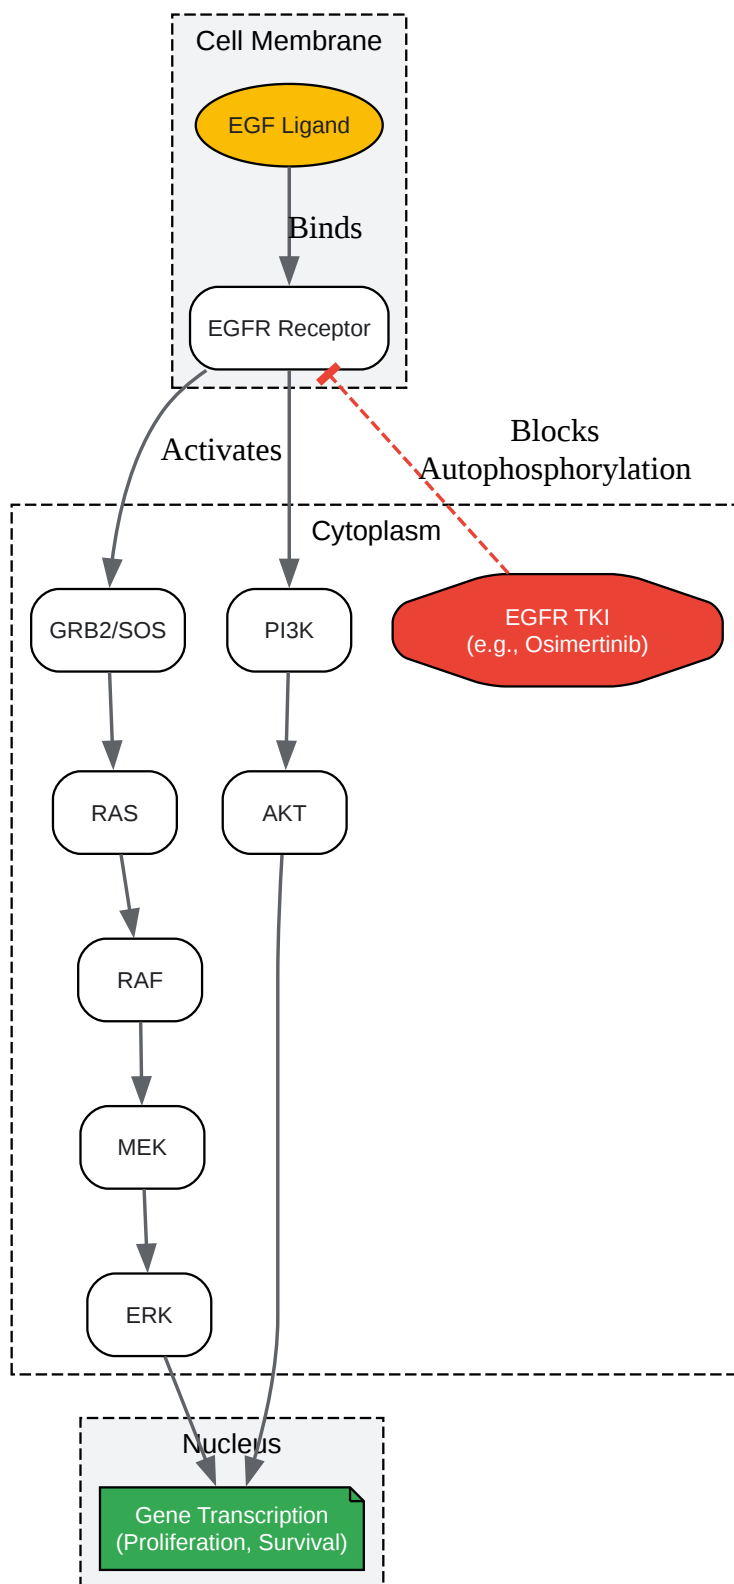 Cell Membrane
EGF Ligand
Binds
EGFR Receptor
Activates
Blocks
Autophosphorylation
Cytoplasm
GRB2/SOS
PI3K
EGFR TKI
(e.g., Osimertinib)
RAS
AKT
RAF
MEK
ERK
Nucleus
Gene Transcription
(Proliferation, Survival)